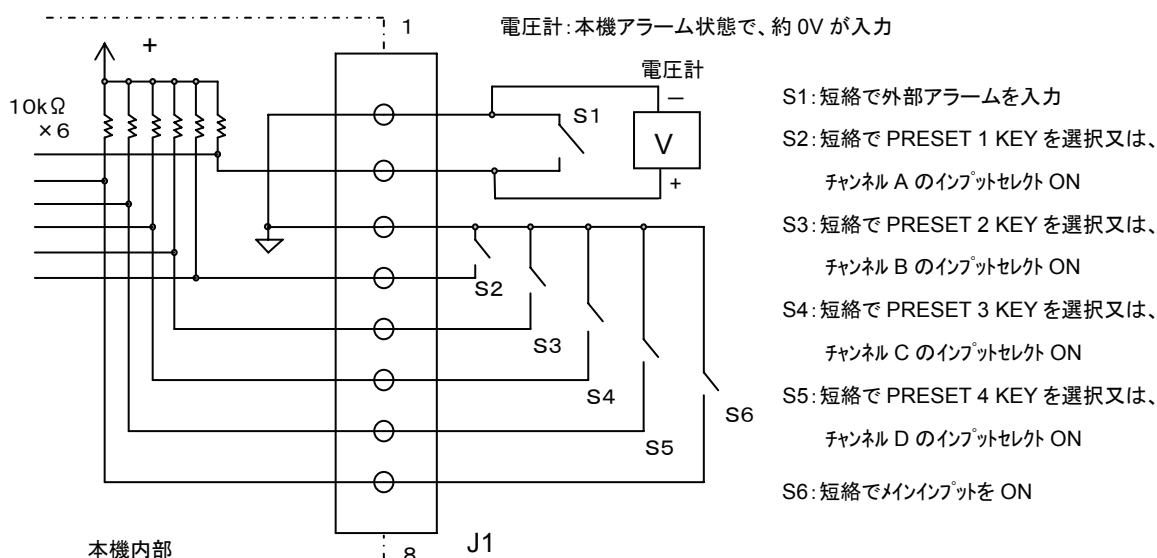 1
電圧計:本機アラーム状態で、約 0V が入力
+
電圧計
10kΩ
×6
S1
−
V
+
S1:短絡で外部アラームを入力
S2:短絡で PRESET 1 KEY を選択又は、
チャンネル A のインプットセレクト ON
S3:短絡で PRESET 2 KEY を選択又は、
チャンネル B のインプットセレクト ON
S4:短絡で PRESET 3 KEY を選択又は、
チャンネル C のインプットセレクト ON
S5:短絡で PRESET 4 KEY を選択又は、
チャンネル D のインプットセレクト ON
S6:短絡でメインインプットを ON
S2
S3
S4
S5
S6
本機内部
8
J1